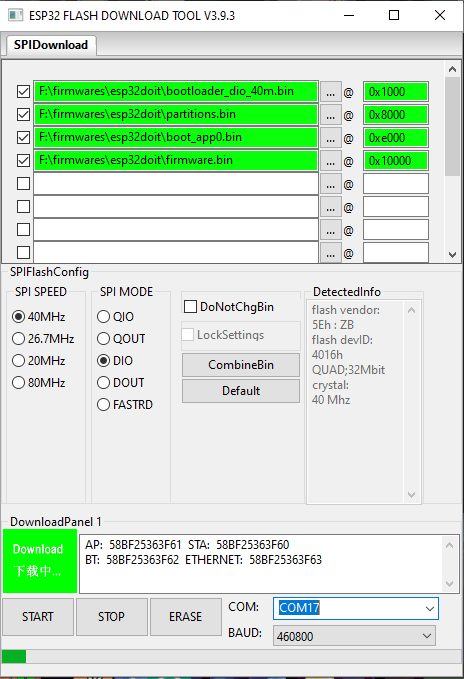 ESP32 FLASH DOWNLOAD TOOL V3.9.3
SPIDownload
F:\firmwares\esp32doit\bootloader_dio_40m.bin ... @ 0x1000
F:\firmwares\esp32doit\partitions.bin ... @ 0x8000
F:\firmwares\esp32doit\boot_app0.bin ... @ 0xe000
F:\firmwares\esp32doit\firmware.bin ... @ 0x10000
... @
... @
... @
... @
SPIFlashConfig
SPI SPEED
40MHz
26.7MHz
20MHz
80MHz
SPI MODE
QIO
QOUT
DIO
DOUT
FASTRD
DoNotChgBin
LockSettings
CombineBin
Default
DetectedInfo
flash vendor:
5Eh : ZB
flash devID:
4016h
QUAD;32Mbit
crystal:
40 Mhz
DownloadPanel 1
Download
下载中...
AP: 58BF25363F61 STA: 58BF25363F60
BT: 58BF25363F62 ETHERNET: 58BF25363F63
START
STOP
ERASE
COM: COM17
BAUD: 460800